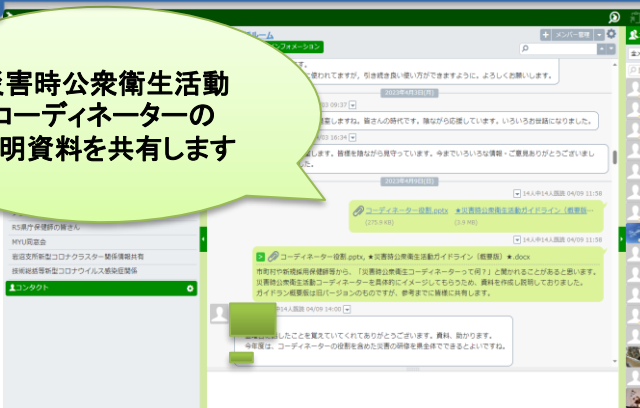 災害時公衆衛生活動
コーディネーターの
明資料を共有します
ルーム
メンバー管理
フォメーション
に使われてますが、引き続き良い使い方ができますように。よろしくお願いします。
2023年4月3日(月)
09:37
しますね。皆さんの時代です。陰ながら応援しています。いろいろお世話になりました。
16:34
します。皆様を陰ながら見守っています。今までいろいろな情報・ご意見ありがとうございまし
2023年4月9日(日)
14人中14人既読 04/09 11:58
コーディネーター役割.pptx ★災害時公衆衛生活動ガイドライン（概要版…
(275.9 KB) (3.9 MB)
14人中14人既読 04/09 11:58
コーディネーター役割.pptx, ★災害時公衆衛生活動ガイドライン（概要版）★.docx
市町村や新規採用保健師等から、「災害時公衆衛生コーディネーターって何？」と聞かれることがあると思います。
災害時公衆衛生活動コーディネーターを具体的にイメージしてもらうため、資料を作成し説明しておりました。
ガイドライン概要版は旧バージョンのものですが、参考までに皆様に共有します。
14人既読 04/09 14:00
したことを覚えていてくれてありがとうございます。資料、助かります。
今年度は、コーディネーターの役割を含めた災害の研修を県全体でできるとよいですね。
R5県庁保健師の皆さん
MYU同窓会
岩沼支所新型コロナクラスター関係情報共有
技術総括等新型コロナウイルス感染症関係
コンタクト